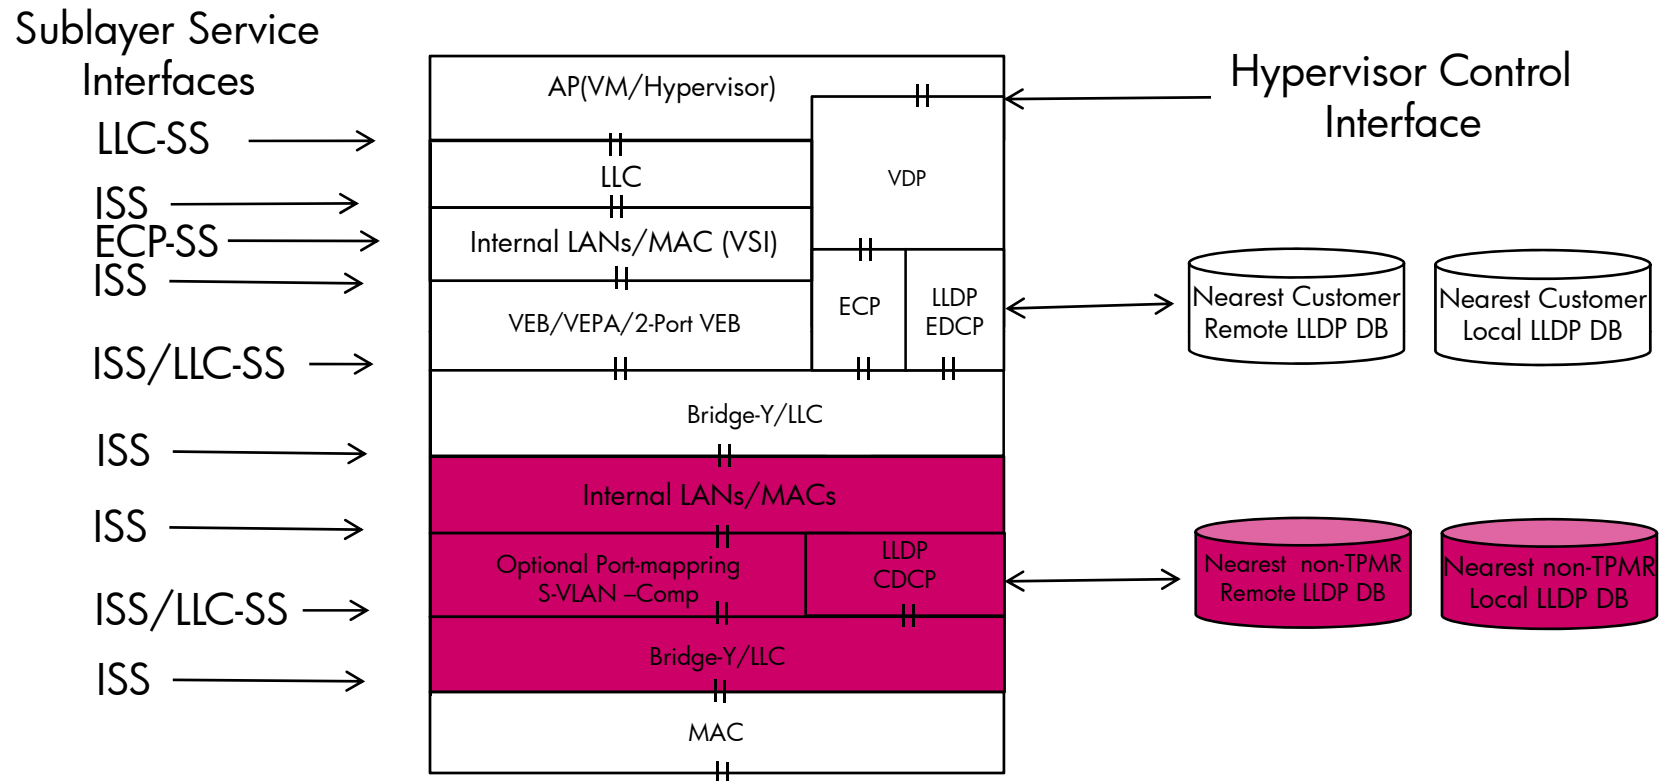 Sublayer Service
Interfaces
LLC-SS
ISS
ECP-SS
ISS
ISS/LLC-SS
ISS
ISS
ISS/LLC-SS
ISS
AP(VM/Hypervisor)
LLC
Internal LANs/MAC (VSI)
VEB/VEPA/2-Port VEB
VDP
ECP
LLDP
EDCP
Bridge-Y/LLC
Internal LANs/MACs
Optional Port-mappring
S-VLAN –Comp
LLDP
CDCP
Bridge-Y/LLC
MAC
Hypervisor Control
Interface
Nearest Customer
Remote LLDP DB
Nearest Customer
Local LLDP DB
Nearest non-TPMR
Remote LLDP DB
Nearest non-TPMR
Local LLDP DB